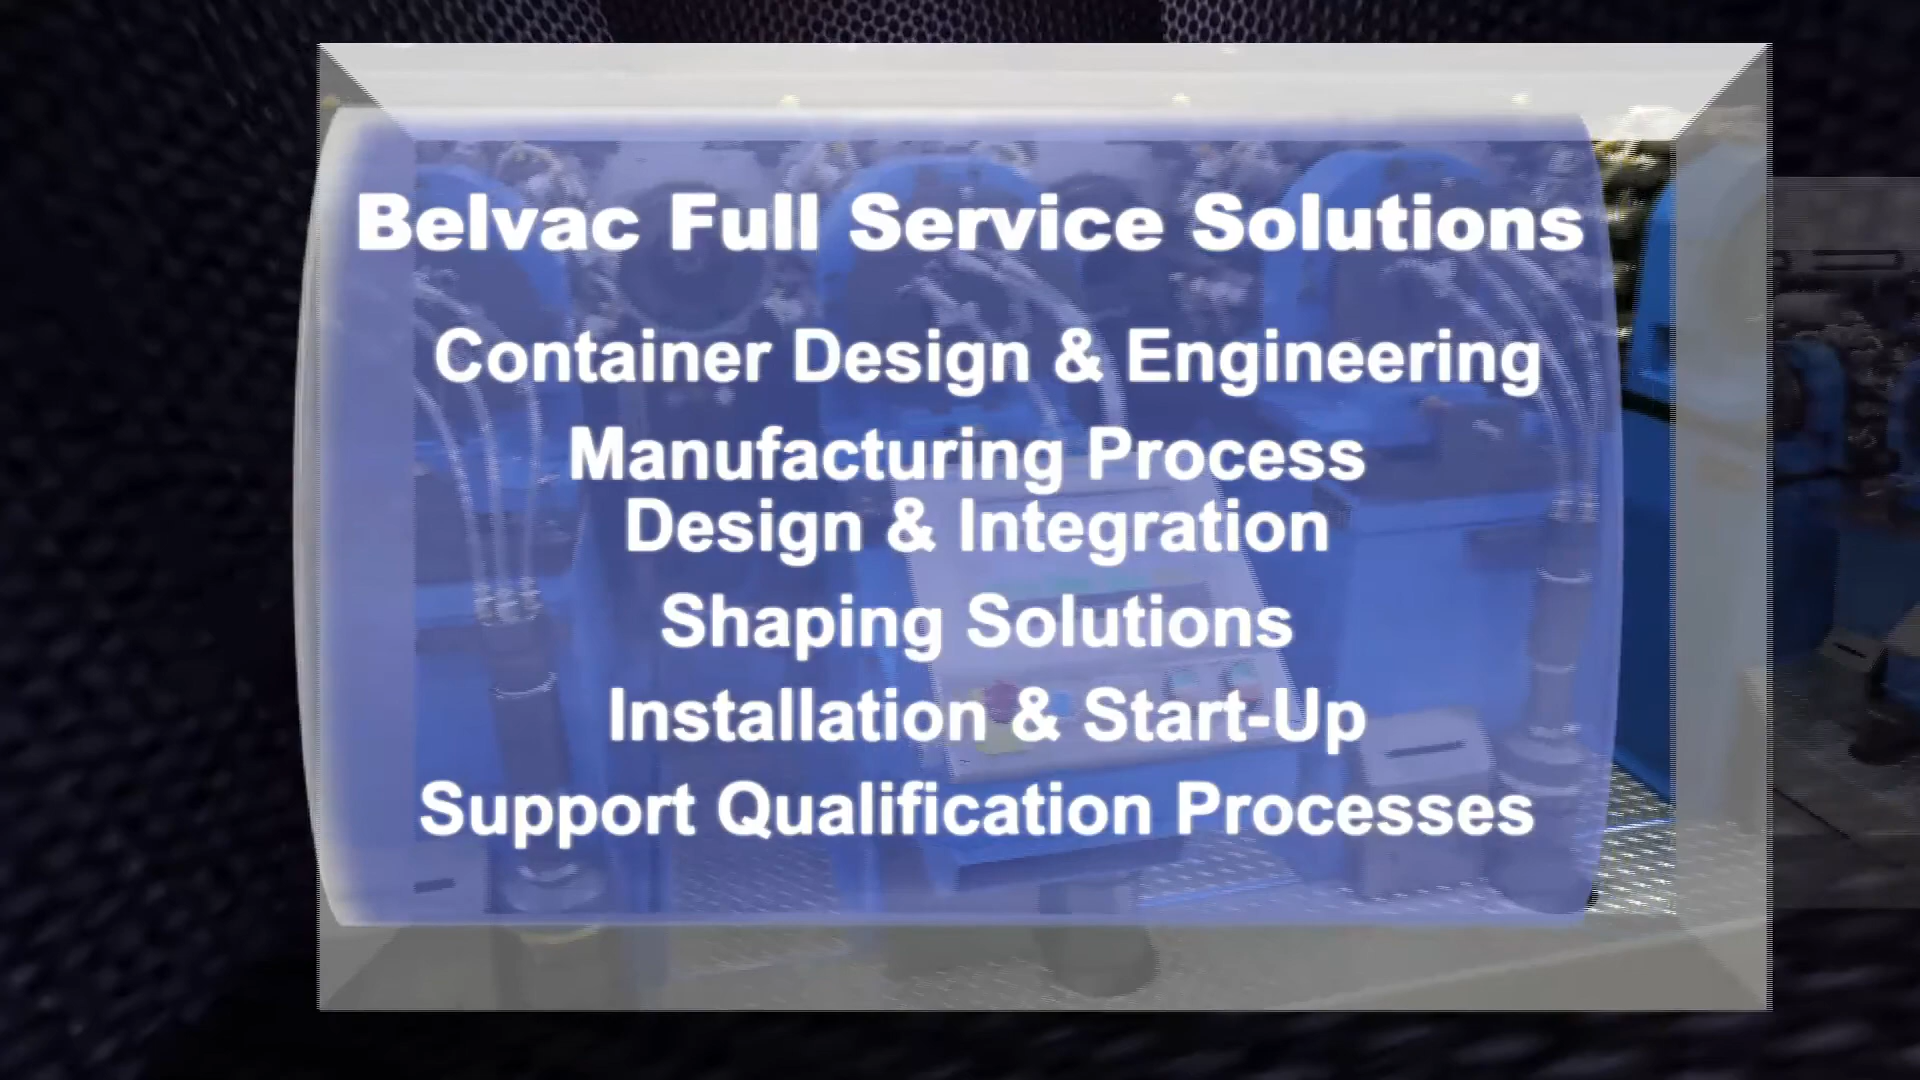 Belvac Full Service Solutions
Container Design & Engineering
Manufacturing Process
Design & Integration
Shaping Solutions
Installation & Start-Up
Support Qualification Processes